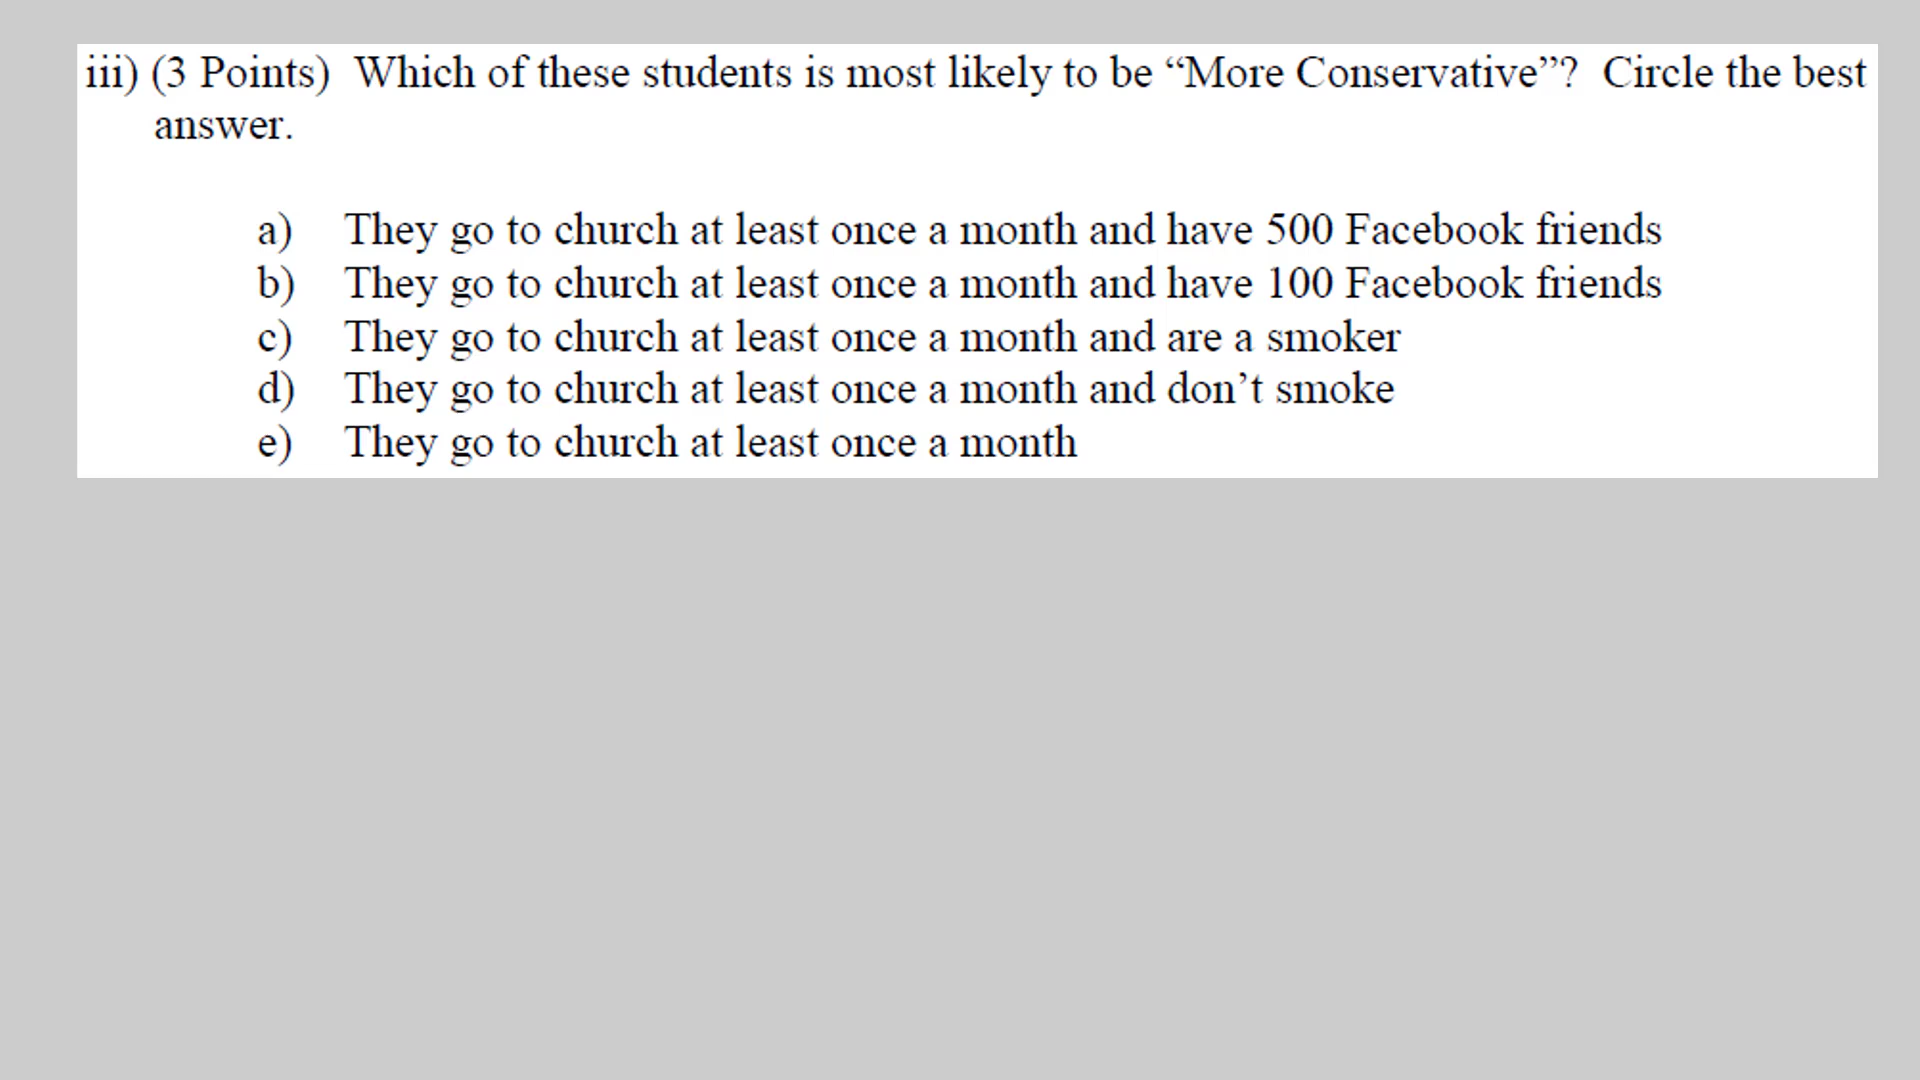 iii) (3 Points)  Which of these students is most likely to be “More Conservative”?  Circle the best
answer.
a) They go to church at least once a month and have 500 Facebook friends
b) They go to church at least once a month and have 100 Facebook friends
c) They go to church at least once a month and are a smoker
d) They go to church at least once a month and don’t smoke
e) They go to church at least once a month